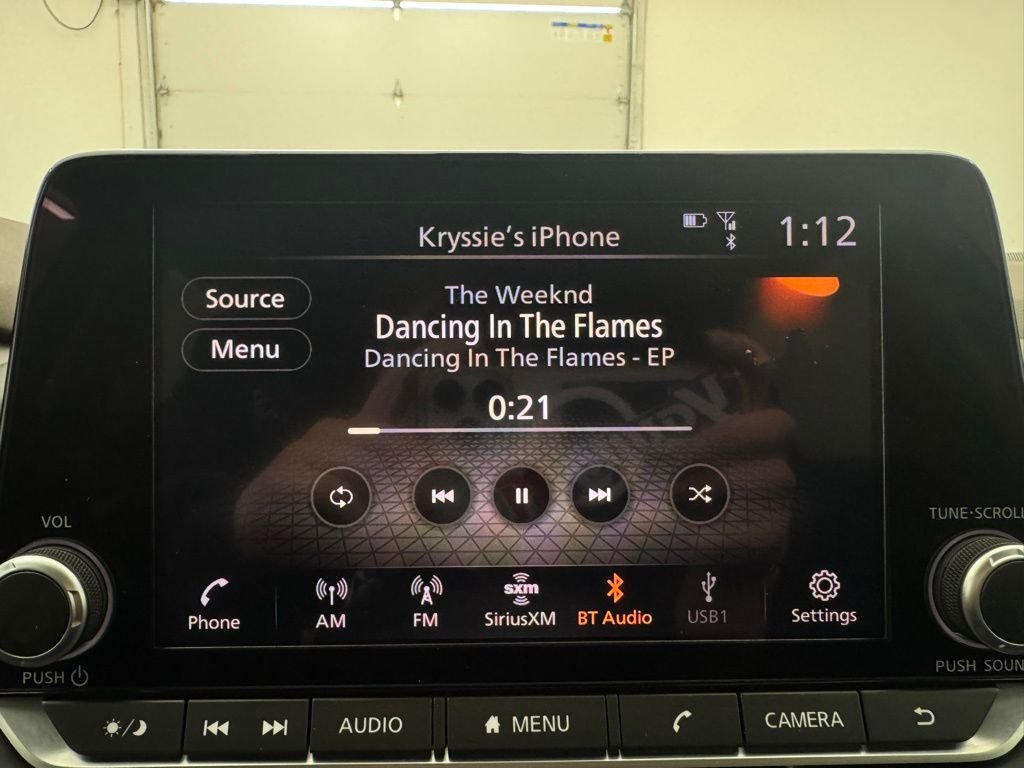 Kryssie's iPhone
1:12
Source
Menu
The Weeknd
Dancing In The Flames
Dancing In The Flames - EP
0:21
VOL
TUNE·SCROLL
Phone
AM
FM
sxm
SiriusXM
BT Audio
USB1
Settings
PUSH
PUSH SOUN
AUDIO
MENU
CAMERA